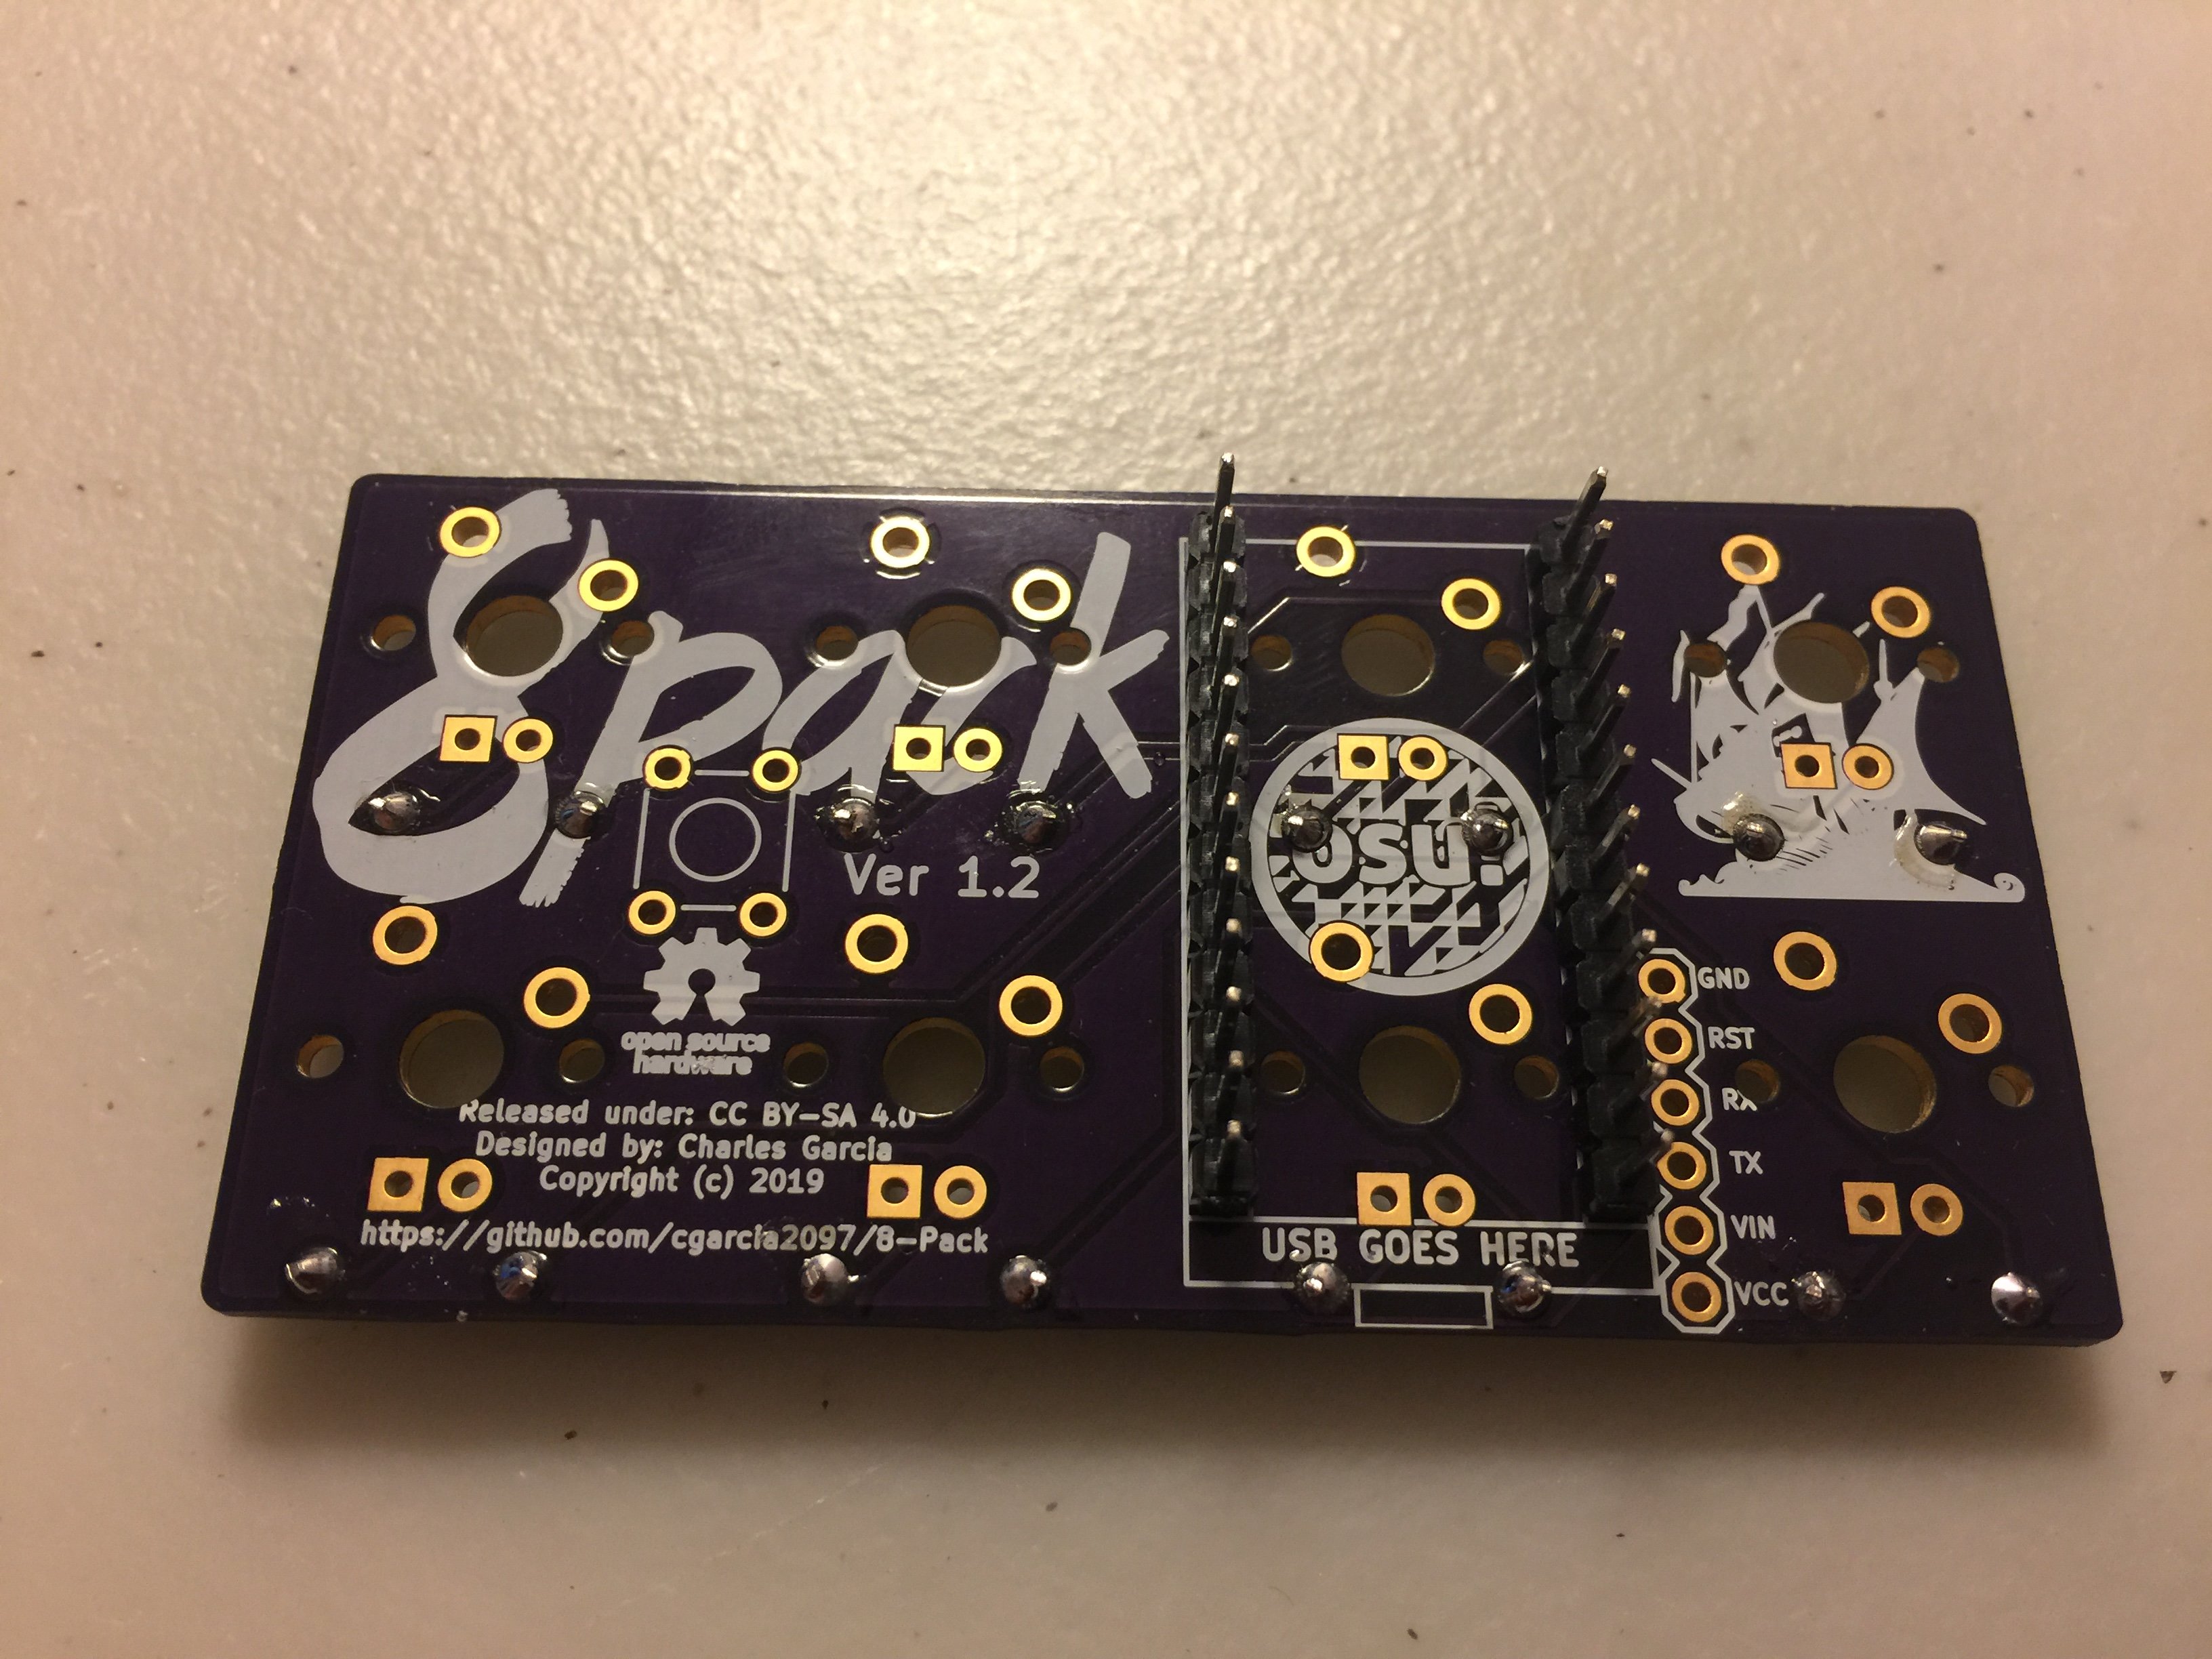 8pack
Ver 1.2
osu!
open source
hardware
Released under: CC BY-SA 4.0
Designed by: Charles Garcia
Copyright (c) 2019
https://github.com/cgarcia2097/8-Pack
USB GOES HERE
GND
RST
RX
TX
VIN
VCC